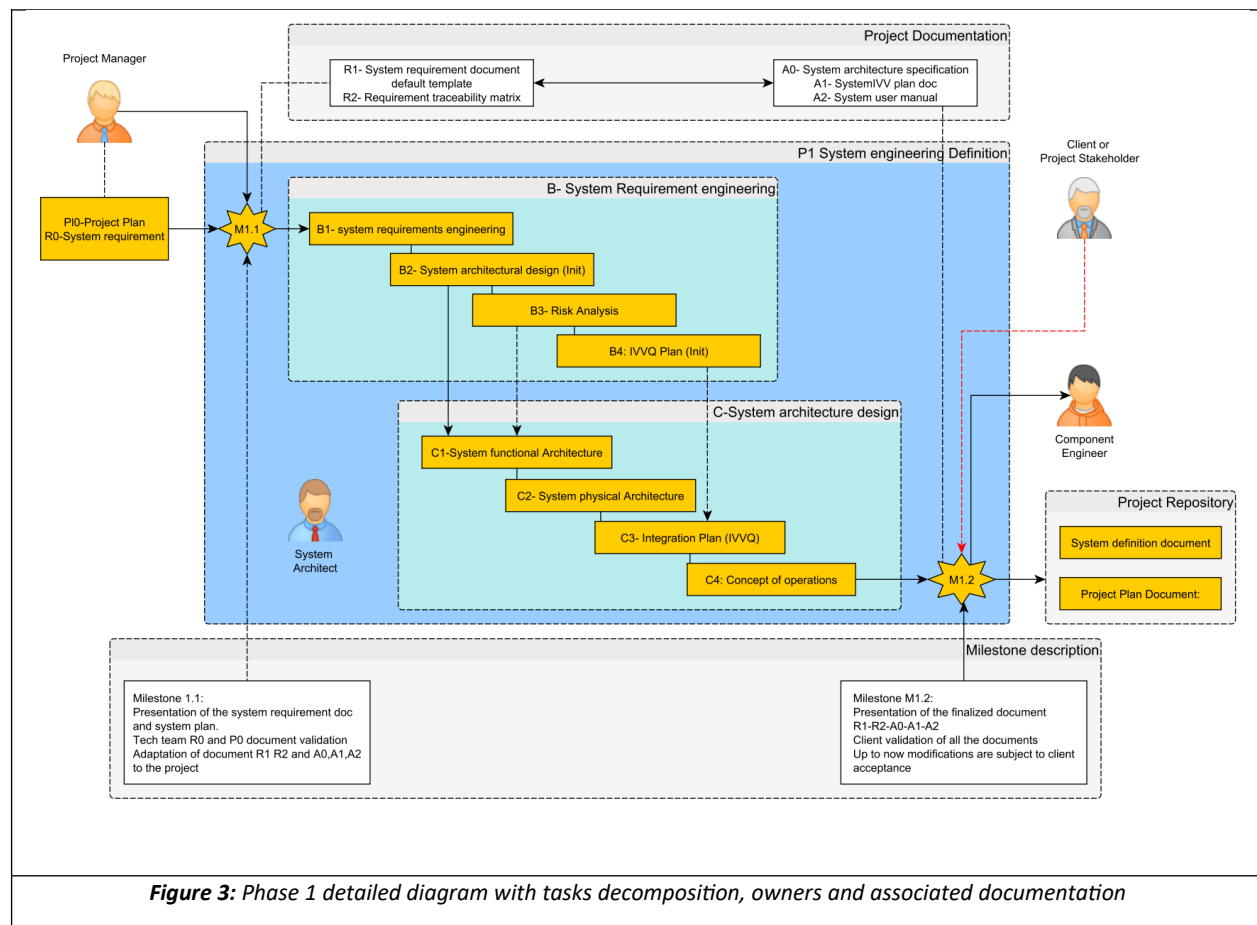 Project Documentation
Project Manager
R1- System requirement document
default template
R2- Requirement traceability matrix
A0- System architecture specification
A1- SystemIVV plan doc
A2- System user manual
P1 System engineering Definition
Client or
Project Stakeholder
B- System Requirement engineering
PI0-Project Plan
R0-System requirement
M1.1
B1- system requirements engineering
B2- System architectural design (Init)
B3- Risk Analysis
B4: IVVQ Plan (Init)
C-System architecture design
C1-System functional Architecture
Component
Engineer
C2- System physical Architecture
Project Repository
System
Architect
C3- Integration Plan (IVVQ)
System definition document
C4: Concept of operations
M1.2
Project Plan Document:
Milestone description
Milestone 1.1:
Presentation of the system requirement doc
and system plan.
Tech team R0 and P0 document validation
Adaptation of document R1 R2 and A0,A1,A2
to the project
Milestone M1.2:
Presentation of the finalized document
R1-R2-A0-A1-A2
Client validation of all the documents
Up to now modifications are subject to client
acceptance
Figure 3: Phase 1 detailed diagram with tasks decomposition, owners and associated documentation